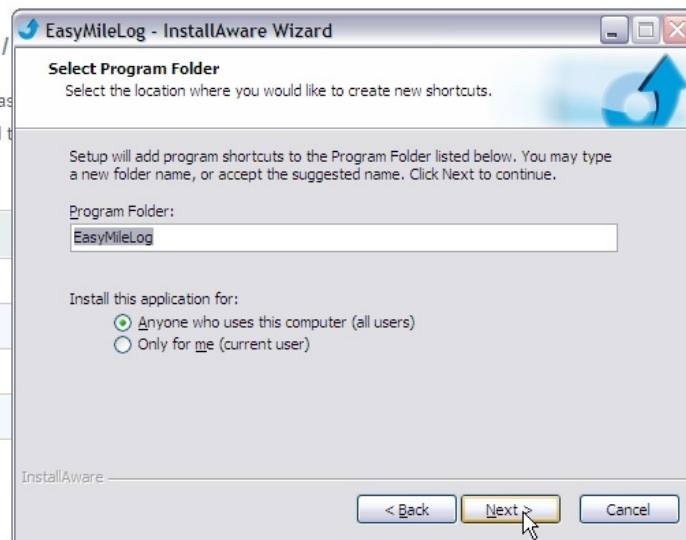 EasyMileLog - InstallAware Wizard
Select Program Folder
Select the location where you would like to create new shortcuts.
Setup will add program shortcuts to the Program Folder listed below. You may type
a new folder name, or accept the suggested name. Click Next to continue.
Program Folder:
EasyMileLog
Install this application for:
Anyone who uses this computer (all users)
Only for me (current user)
InstallAware
< Back
Next >
Cancel